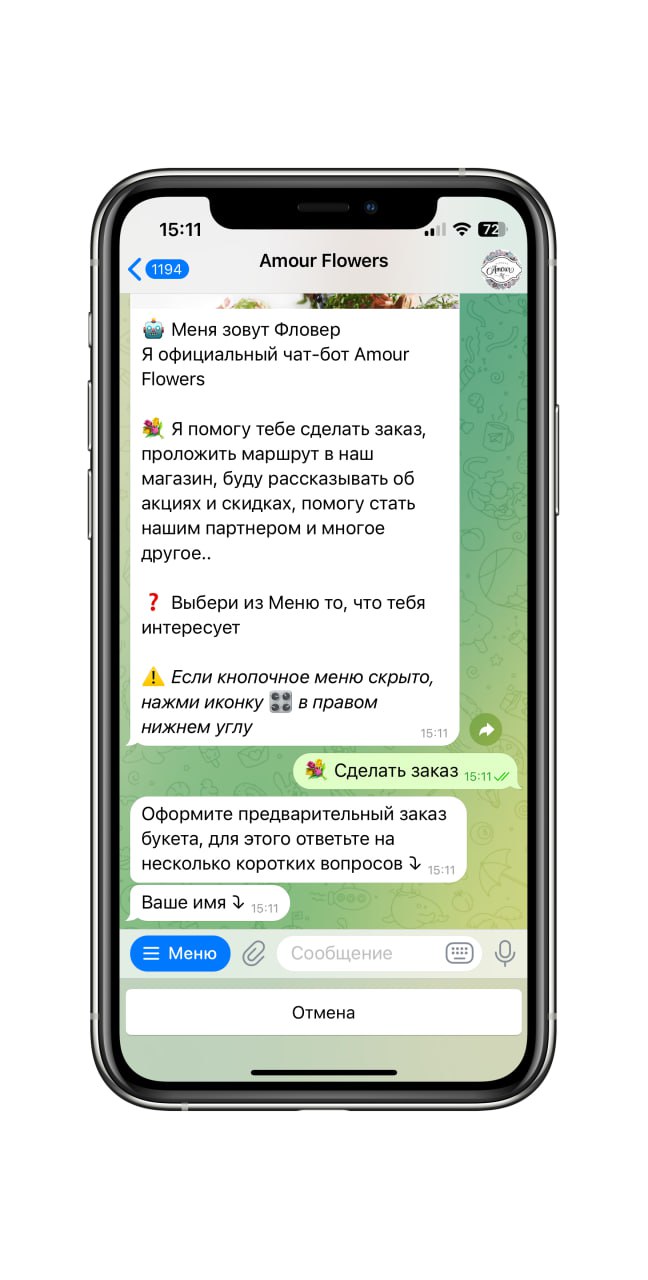 15:11
72
1194
Amour Flowers
Amour
🤖 Меня зовут Фловер
Я официальный чат-бот Amour
Flowers
💐 Я помогу тебе сделать заказ,
проложить маршрут в наш
магазин, буду рассказывать об
акциях и скидках, помогу стать
нашим партнером и многое
другое..
❓ Выбери из Меню то, что тебя
интересует
⚠️ Если кнопочное меню скрыто,
нажми иконку 🎛 в правом
нижнем углу
15:11
💐 Сделать заказ 15:11
Оформите предварительный заказ
букета, для этого ответьте на
несколько коротких вопросов ⤵ 15:11
Ваше имя ⤵ 15:11
Меню
Сообщение
Отмена